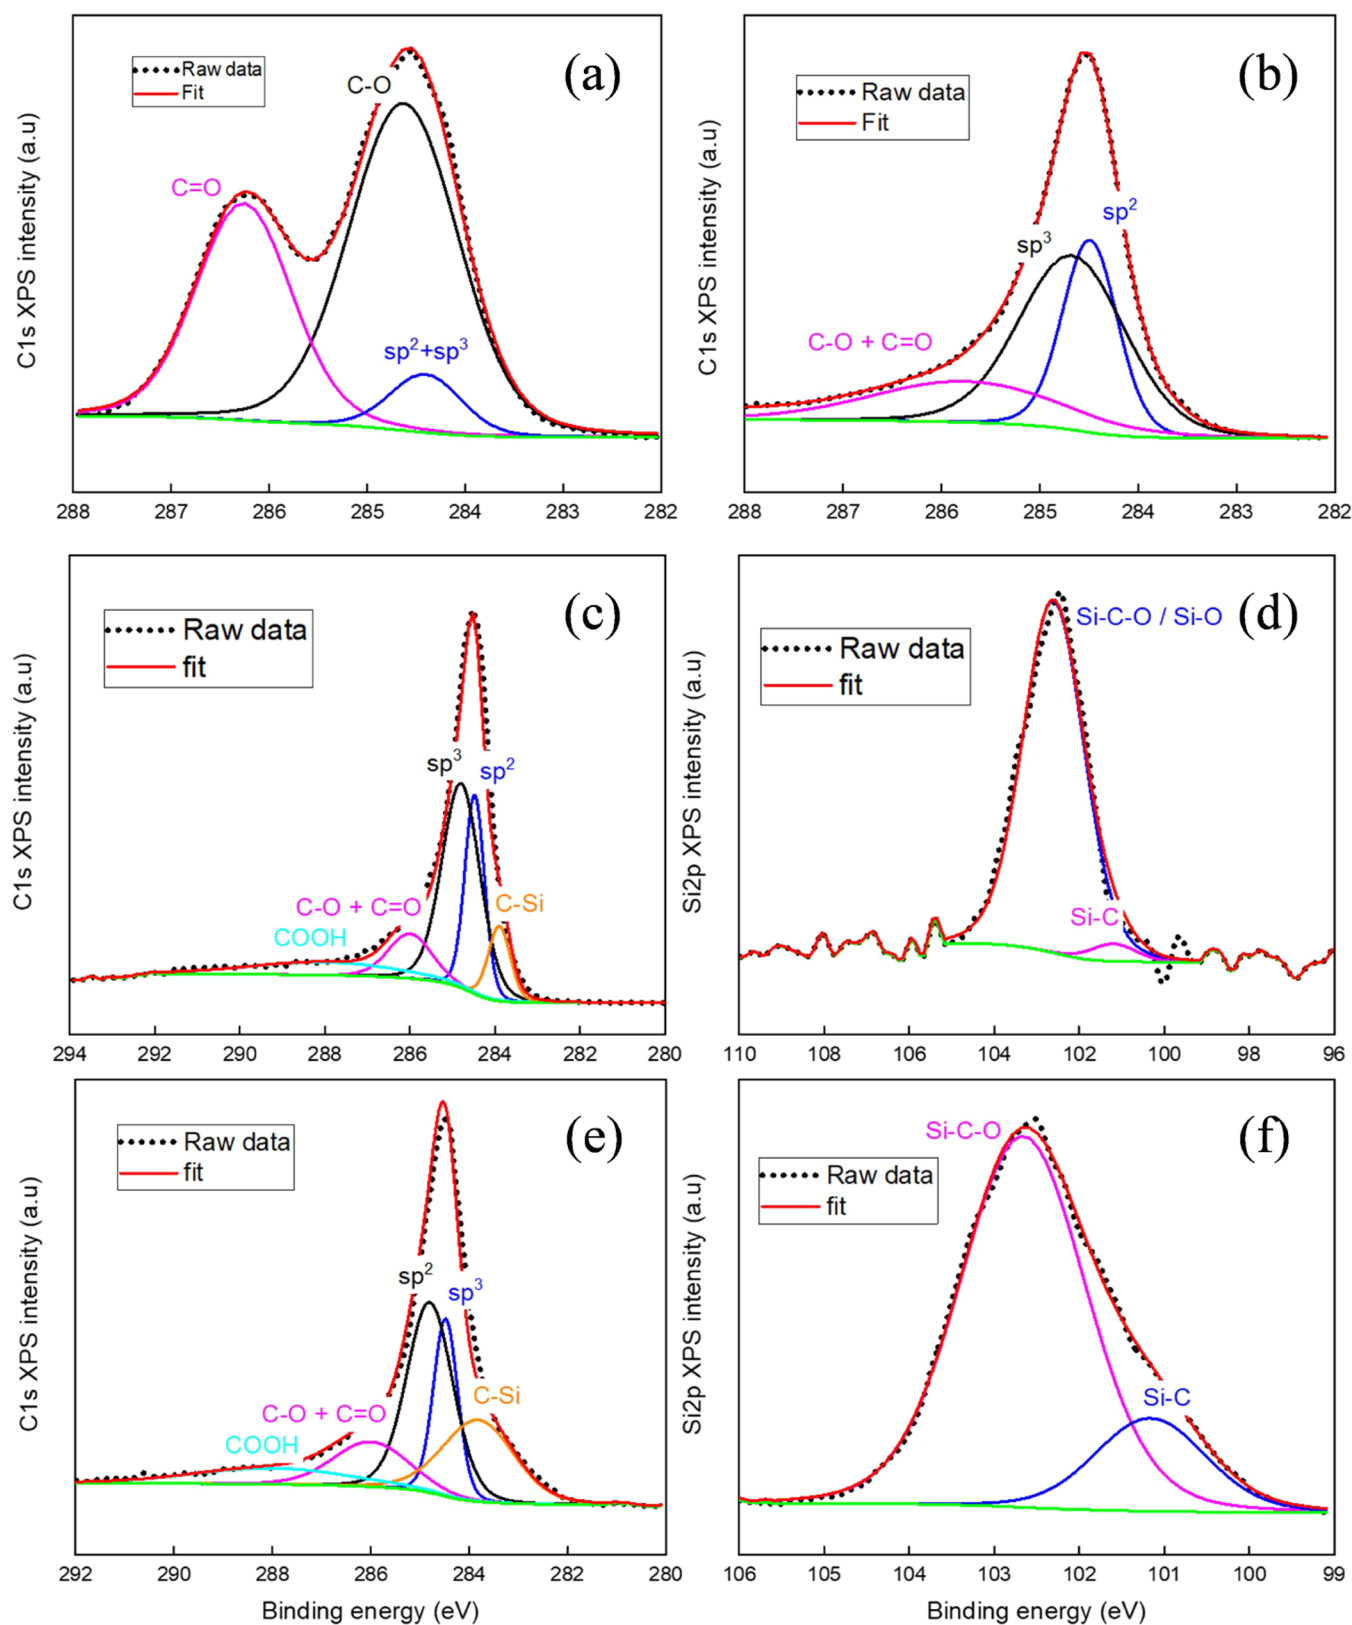 Raw data
Fit
(a)
C-O
C=O
sp2+sp3
C1s XPS intensity (a.u)
288 287 286 285 284 283 282
Raw data
Fit
(b)
sp2
sp3
C-O + C=O
C1s XPS intensity (a.u)
288 287 286 285 284 283 282
Raw data
fit
(c)
sp3
sp2
C-O + C=O
C-Si
COOH
C1s XPS intensity (a.u)
294 292 290 288 286 284 282 280
Si-C-O / Si-O
(d)
Raw data
fit
Si-C
Si2p XPS intensity (a.u)
110 108 106 104 102 100 98 96
Raw data
fit
(e)
sp2
sp3
C-Si
C-O + C=O
COOH
C1s XPS intensity (a.u)
292 290 288 286 284 282 280
Binding energy (eV)
Si-C-O
(f)
Raw data
fit
Si-C
Si2p XPS intensity (a.u)
106 105 104 103 102 101 100 99
Binding energy (eV)